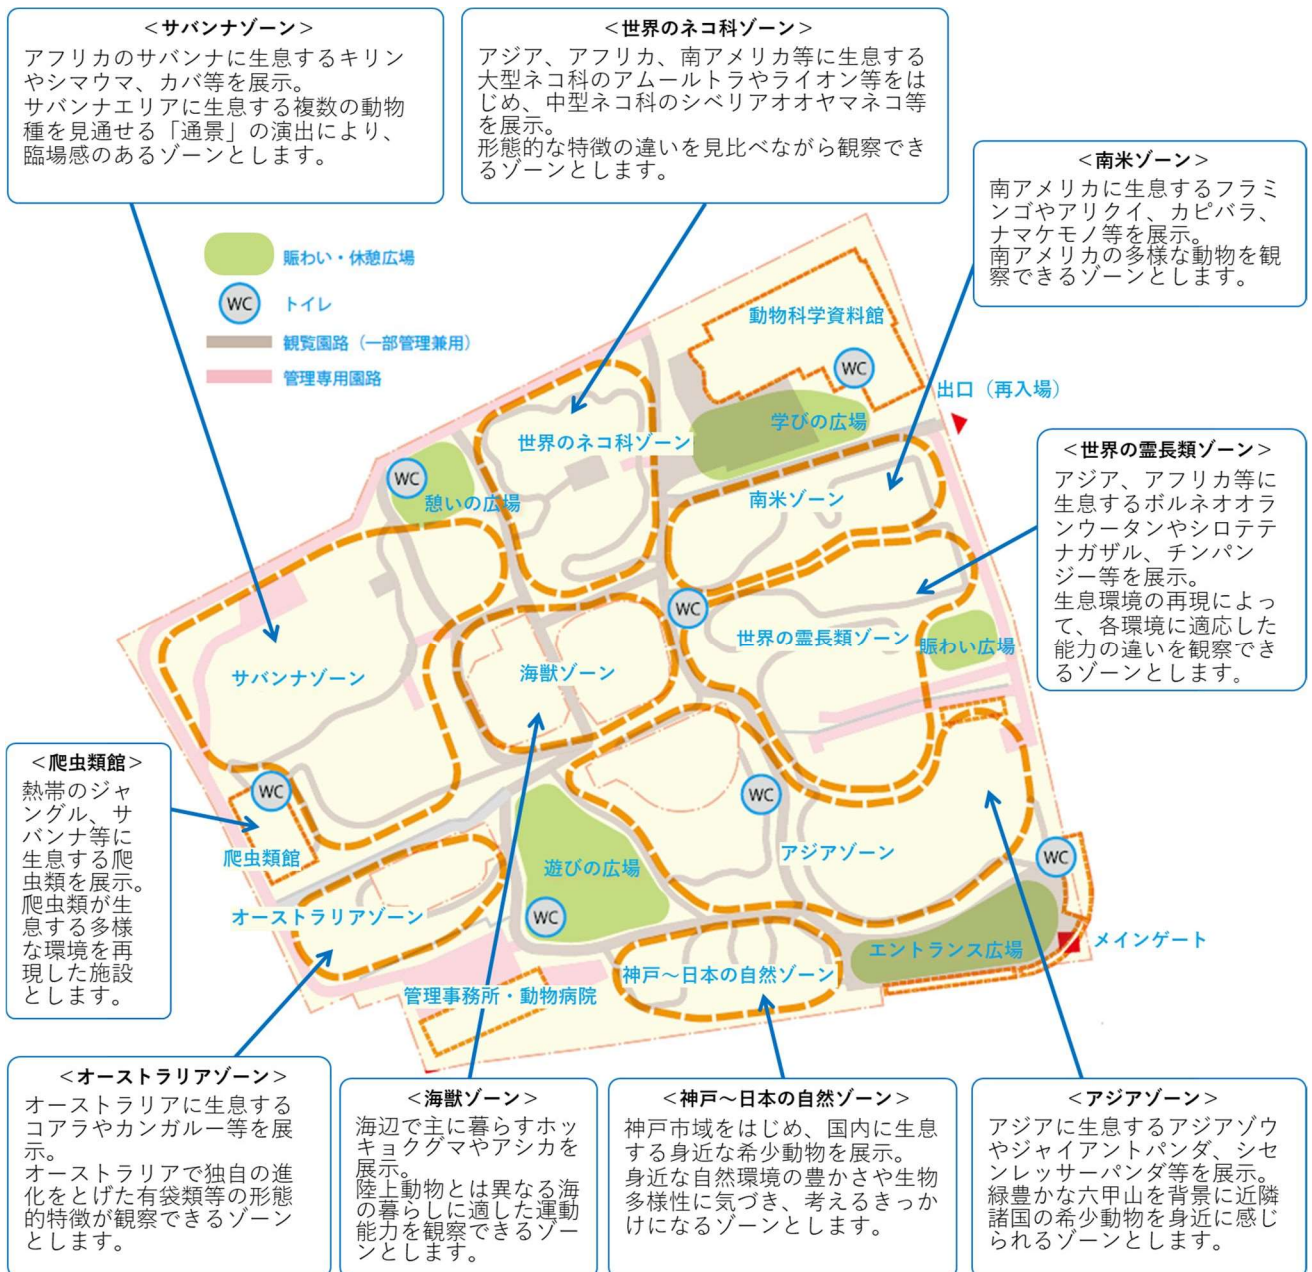 ＜サバンナゾーン＞
アフリカのサバンナに生息するキリン
やシマウマ、カバ等を展示。
サバンナエリアに生息する複数の動物
種を見通せる「通景」の演出により、
臨場感のあるゾーンとします。
＜世界のネコ科ゾーン＞
アジア、アフリカ、南アメリカ等に生息する
大型ネコ科のアムールトラやライオン等をは
じめ、中型ネコ科のシベリアオオヤマネコ等
を展示。
形態的な特徴の違いを見比べながら観察でき
るゾーンとします。
＜南米ゾーン＞
南アメリカに生息するフラミ
ンゴやアリクイ、カピバラ、
ナマケモノ等を展示。
南アメリカの多様な動物を観
察できるゾーンとします。
賑わい・休憩広場
WC
トイレ
観覧園路（一部管理兼用）
管理専用園路
動物科学資料館
WC
出口（再入場）
学びの広場
世界のネコ科ゾーン
WC
憩いの広場
南米ゾーン
＜世界の霊長類ゾーン＞
アジア、アフリカ等に
生息するボルネオオラ
ンウータンやシロテテ
ナガザル、チンパン
ジー等を展示。
生息環境の再現によっ
て、各環境に適応した
能力の違いを観察でき
るゾーンとします。
WC
世界の霊長類ゾーン
賑わい広場
海獣ゾーン
サバンナゾーン
＜爬虫類館＞
熱帯のジャ
ングル、サ
バンナ等に
生息する爬
虫類を展示。
爬虫類が生
息する多様
な環境を再
現した施設
とします。
WC
爬虫類館
WC
アジアゾーン
WC
遊びの広場
WC
オーストラリアゾーン
エントランス広場
メインゲート
神戸～日本の自然ゾーン
管理事務所・動物病院
＜オーストラリアゾーン＞
オーストラリアに生息する
コアラやカンガルー等を展
示。
オーストラリアで独自の進
化をとげた有袋類等の形態
的特徴が観察できるゾーン
とします。
＜海獣ゾーン＞
海辺で主に暮らすホッ
キョクグマやアシカを
展示。
陸上動物とは異なる海
の暮らしに適した運動
能力を観察できるゾー
ンとします。
＜神戸～日本の自然ゾーン＞
神戸市域をはじめ、国内に生息
する身近な希少動物を展示。
身近な自然環境の豊かさや生物
多様性に気づき、考えるきっか
けになるゾーンとします。
＜アジアゾーン＞
アジアに生息するアジアゾウ
やジャイアントパンダ、シセ
ンレッサーパンダ等を展示。
緑豊かな六甲山を背景に近隣
諸国の希少動物を身近に感じ
られるゾーンとします。